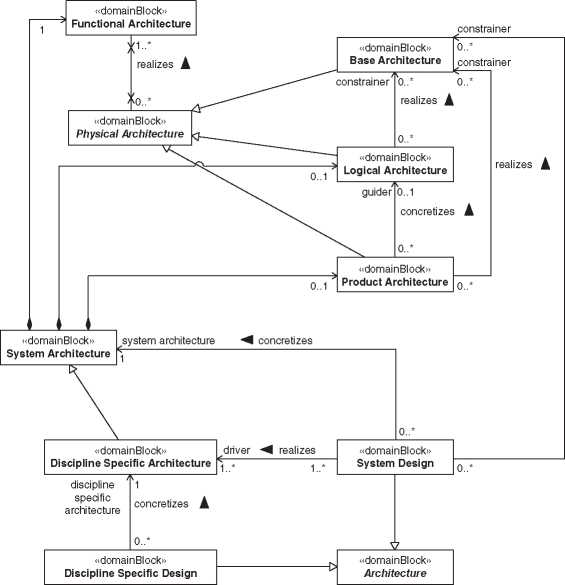 ‹‹domainBlock››
Functional Architecture
1
1..*
realizes
0..*
‹‹domainBlock››
Physical Architecture
constrainer
0..*
‹‹domainBlock››
Base Architecture
constrainer
0..*
constrainer
0..*
realizes
0..*
realizes
‹‹domainBlock››
Logical Architecture
0..1
guider
0..1
concretizes
0..*
‹‹domainBlock››
Product Architecture
0..1
0..*
‹‹domainBlock››
System Architecture
system architecture
concretizes
1
0..*
‹‹domainBlock››
Discipline Specific Architecture
driver
realizes
1..*
1..*
‹‹domainBlock››
System Design
0..*
discipline
specific
architecture
1
concretizes
0..*
‹‹domainBlock››
Discipline Specific Design
‹‹domainBlock››
Architecture